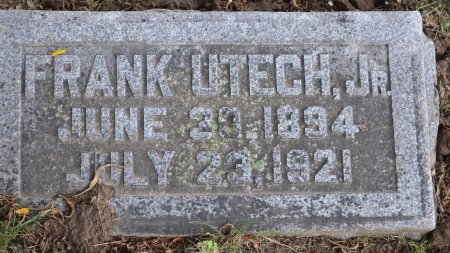 FRANK UTECH, JR.
JUNE 30, 1894
JULY 23, 1921